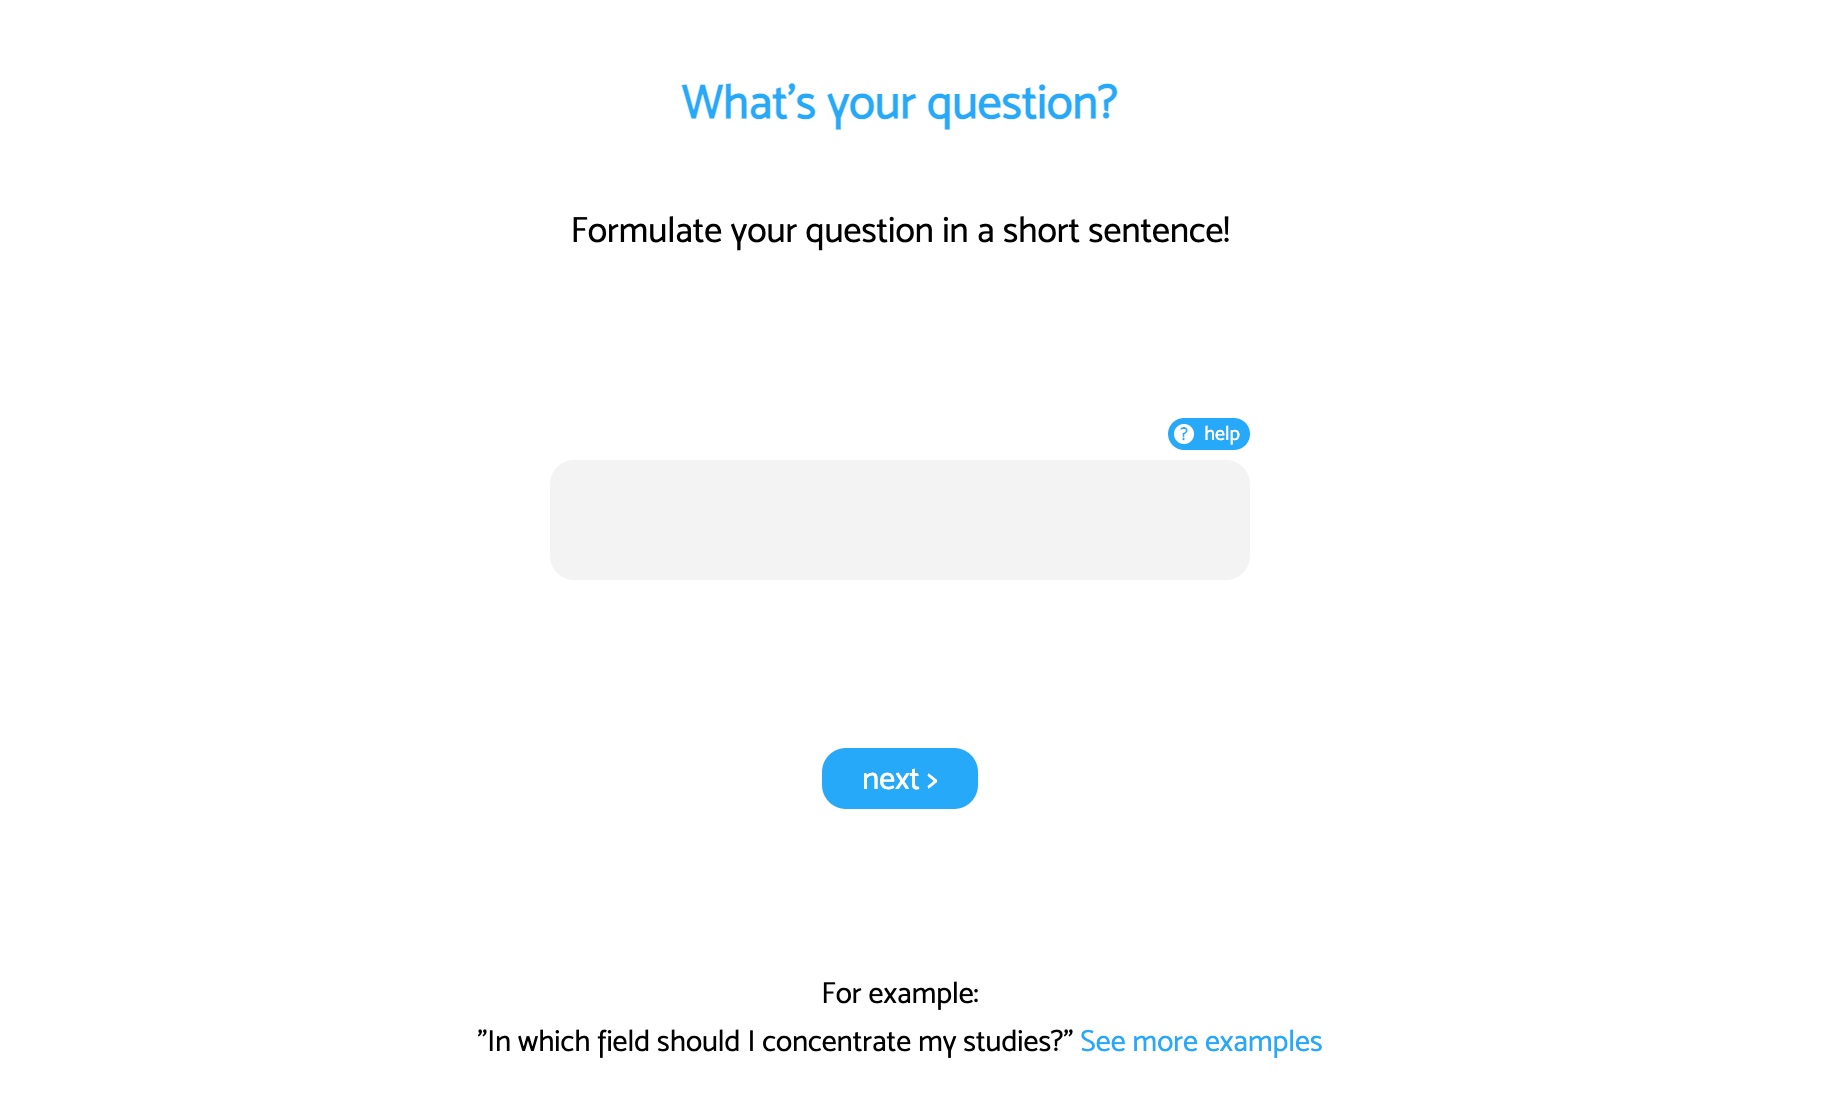 What's your question?
Formulate your question in a short sentence!
? help
next >
For example:
”In which field should I concentrate my studies?” See more examples